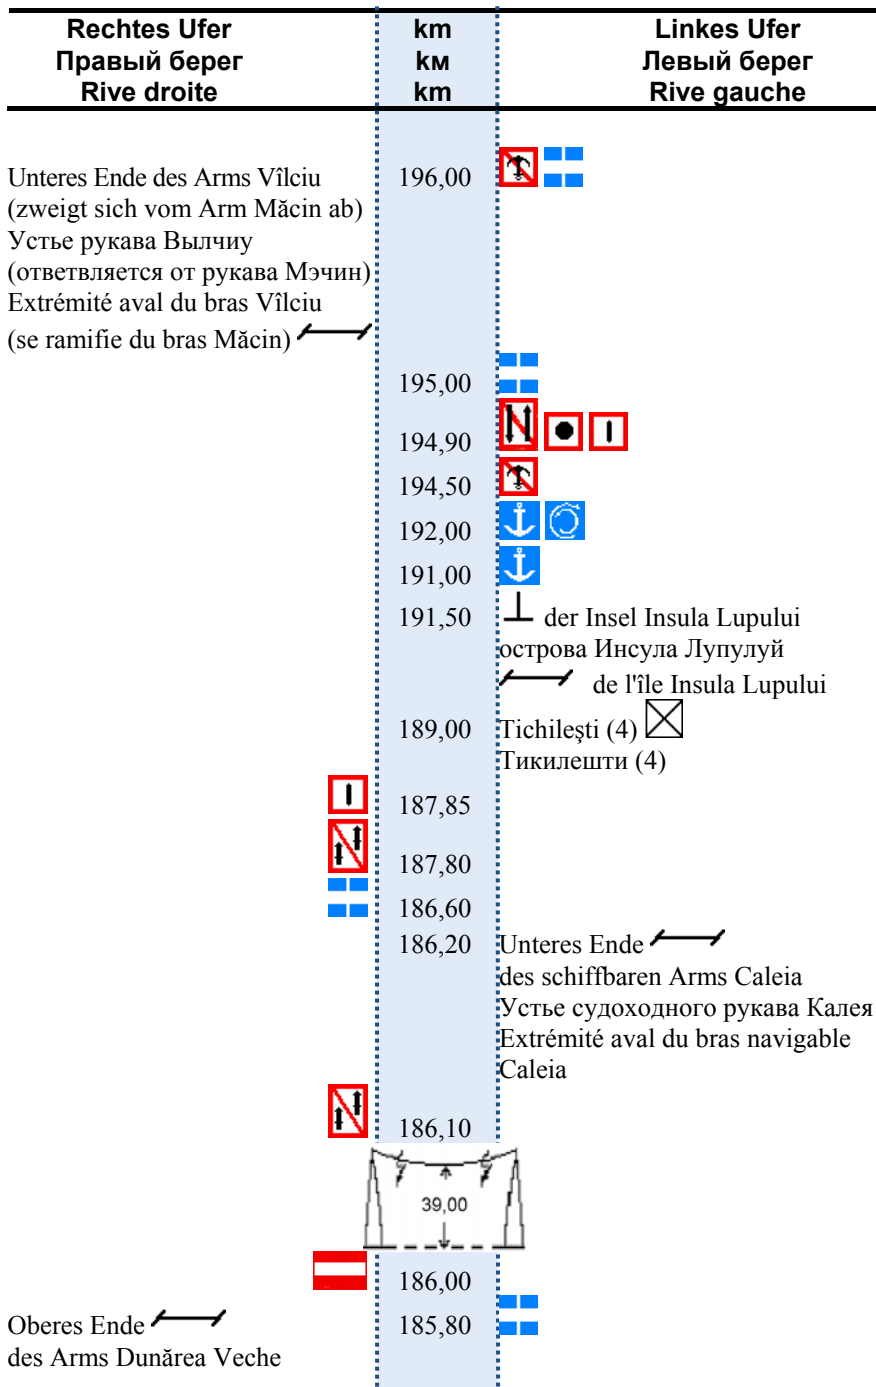 Rechtes Ufer km Linkes Ufer
Правый берег км Левый берег
Rive droite km Rive gauche
Unteres Ende des Arms Vîlciu 196,00
(zweigt sich vom Arm Măcin ab)
Устье рукава Вылчиу
(ответвляется от рукава Мэчин)
Extrémité aval du bras Vîlciu
(se ramifie du bras Măcin)
195,00
194,90
194,50
192,00
191,00
191,50 der Insel Insula Lupului
острова Инсула Лупулуй
de l'île Insula Lupului
189,00 Tichileşti (4)
Тикилешти (4)
187,85
187,80
186,60
186,20 Unteres Ende
des schiffbaren Arms Caleia
Устье судоходного рукава Калея
Extrémité aval du bras navigable
Caleia
186,10
39,00
186,00
Oberes Ende 185,80
des Arms Dunărea Veche